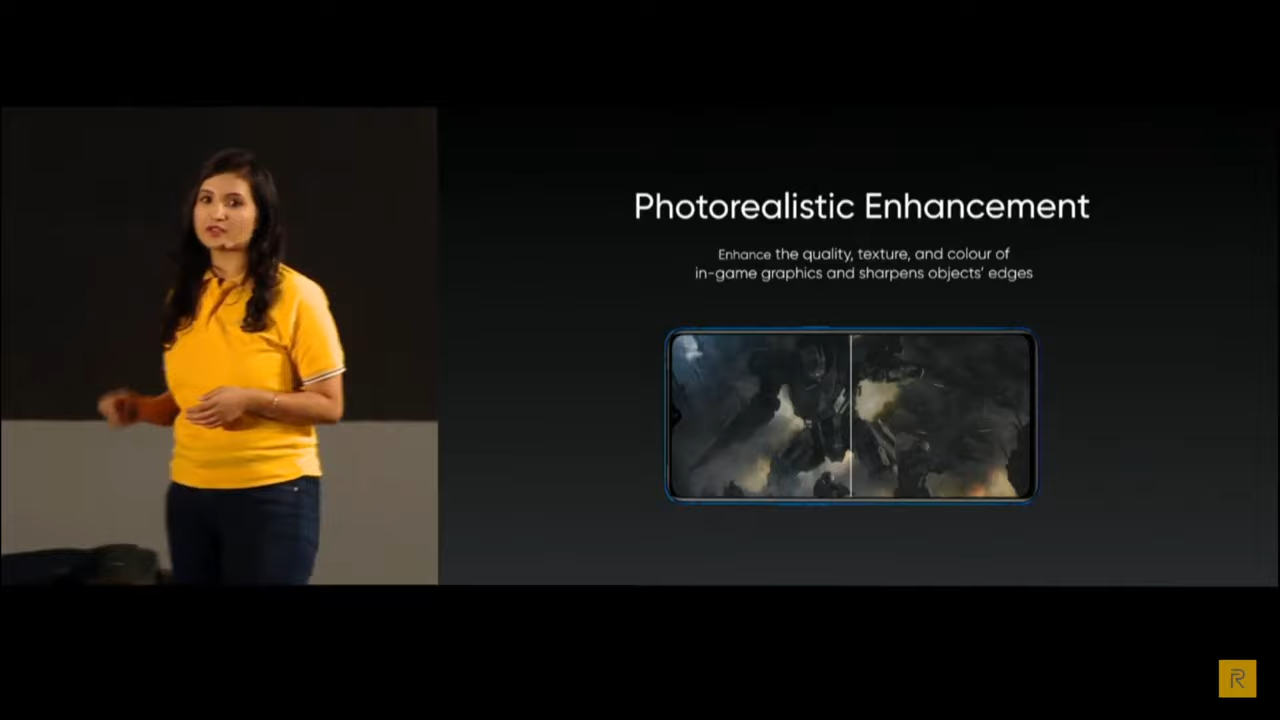 Photorealistic Enhancement
Enhance the quality, texture, and colour of
in-game graphics and sharpens objects' edges
R